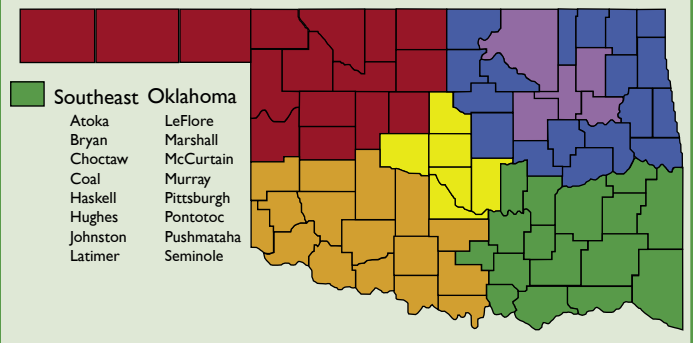 Southeast Oklahoma
Atoka LeFlore
Bryan Marshall
Choctaw McCurtain
Coal Murray
Haskell Pittsburgh
Hughes Pontotoc
Johnston Pushmataha
Latimer Seminole